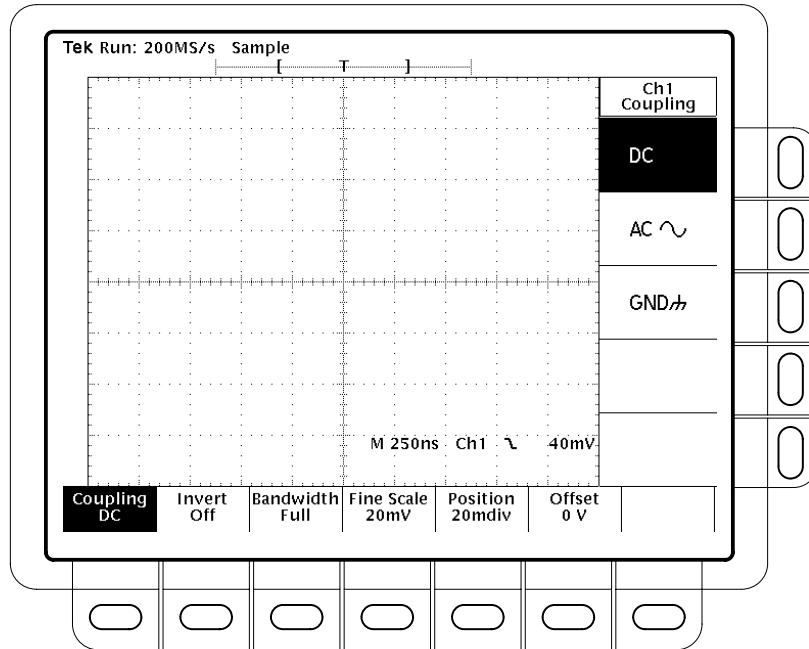 Tek Run: 200MS/s Sample
[ T ]
Ch1
Coupling
DC
AC
GND
M 250ns Ch1 40mV
Coupling
DC
Invert
Off
Bandwidth
Full
Fine Scale
20mV
Position
20mdiv
Offset
0 V